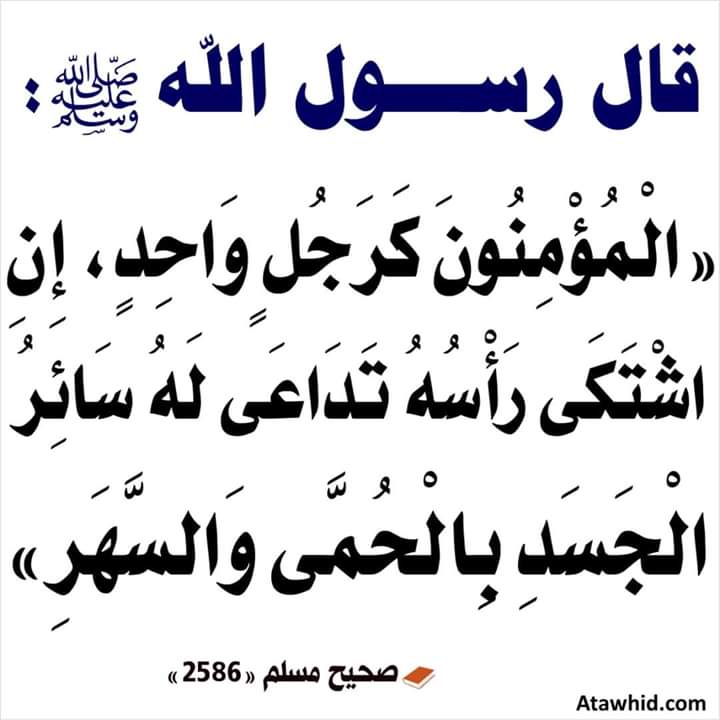 قال رســـول الله ﷺ :
«الْمُؤْمِنُونَ كَرَجُلٍ وَاحِدٍ، إِنَ
اشْتَكَى رَأْسُهُ تَدَاعَى لَهُ سَائِرُ
الْجَسَدِ بِالْحُمَّى وَالسَّهَرِ»
صحيح مسلم «2586»
Atawhid.com